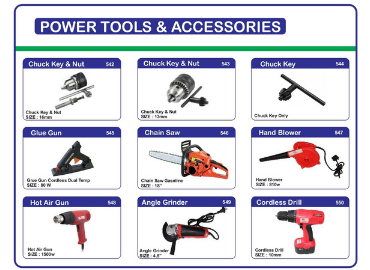 POWER TOOLS & ACCESSORIES
Chuck Key & Nut 542
Chuck Key & Nut
SIZE : 16mm
Chuck Key & Nut 543
Chuck Key & Nut
SIZE : 13mm
Chuck Key 544
Chuck Key Only
Glue Gun 545
Glue Gun Cordless Dual Temp
SIZE : 80 W
Chain Saw 546
Chain Saw Gasoline
SIZE : 18"
Hand Blower 547
Hand Blower
SIZE : 810w
Hot Air Gun 548
Hot Air Gun
SIZE : 1500w
Angle Grinder 549
Angle Grinder
SIZE : 4.5"
Cordless Drill 550
Cordless Drill
SIZE : 10mm